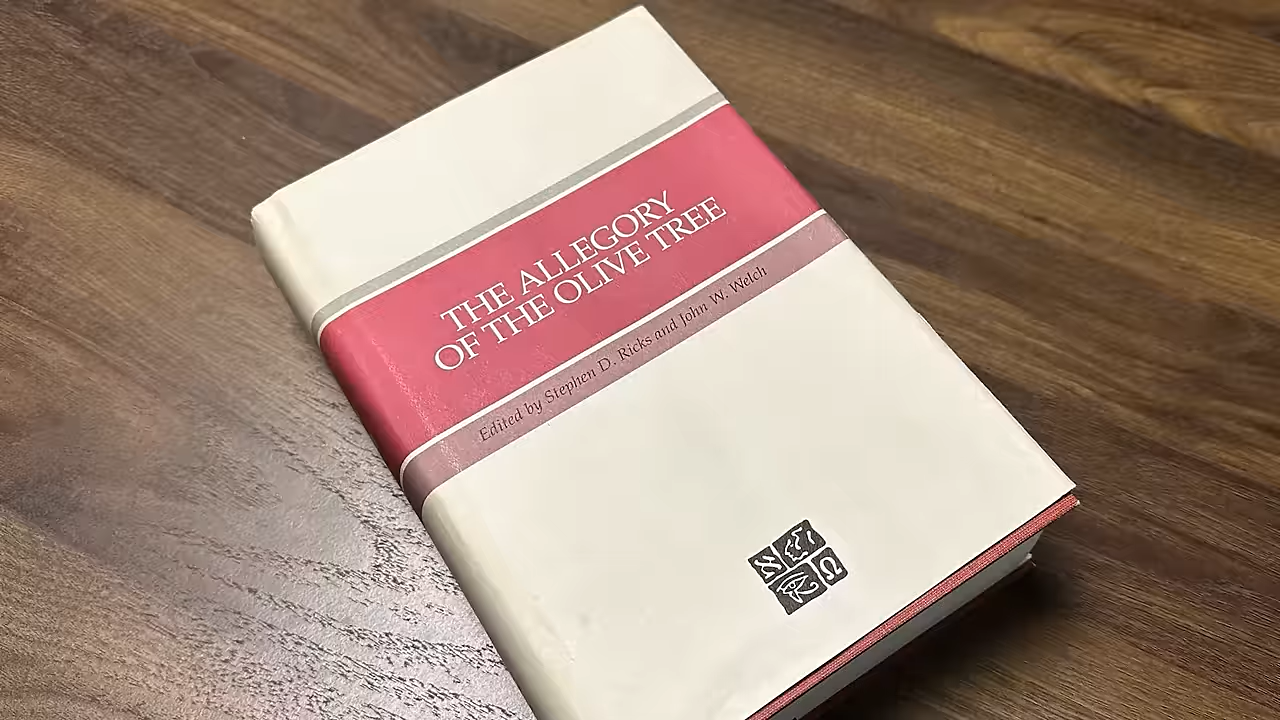 THE ALLEGORY
OF THE OLIVE TREE
Edited by Stephen D. Ricks and John W. Welch
א
Ω